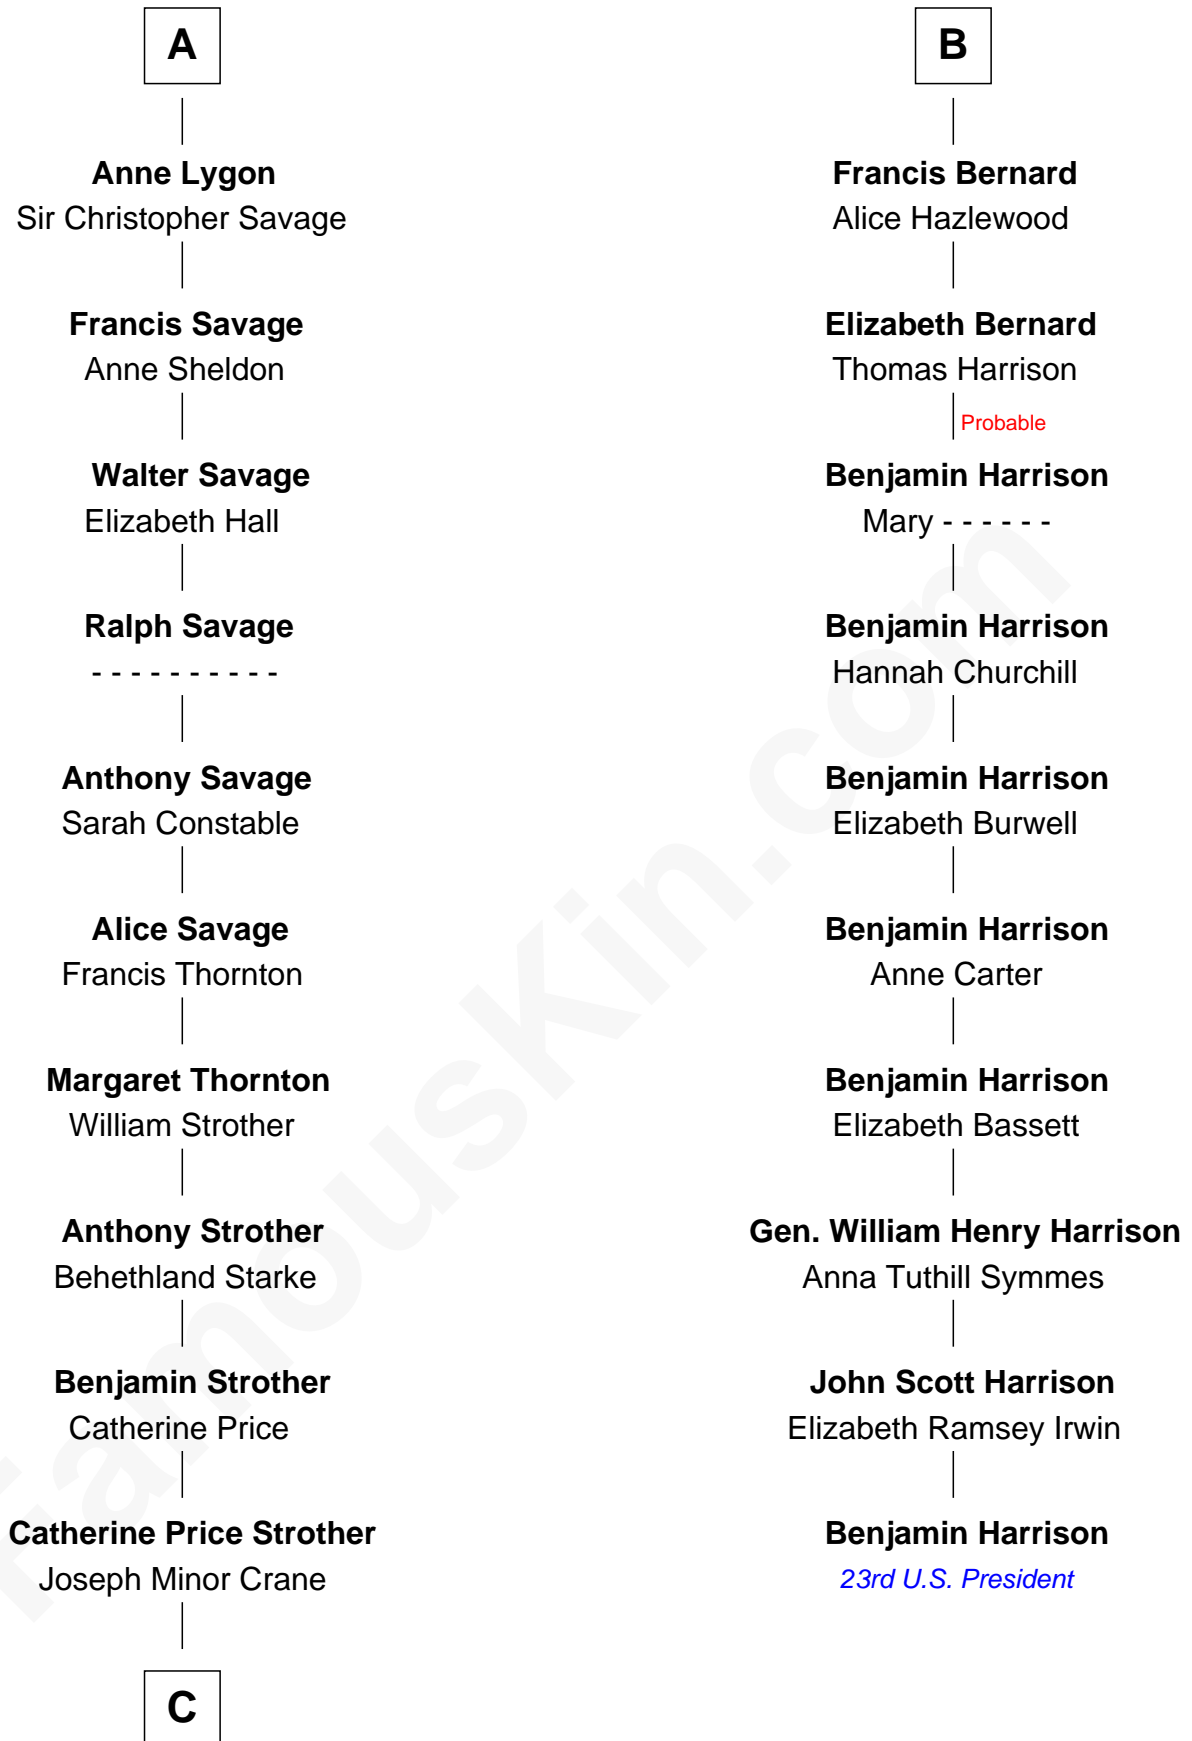 A
Anne Lygon
Sir Christopher Savage
Francis Savage
Anne Sheldon
Walter Savage
Elizabeth Hall
Ralph Savage
- - - - - - - - - -
Anthony Savage
Sarah Constable
Alice Savage
Francis Thornton
Margaret Thornton
William Strother
Anthony Strother
Behethland Starke
Benjamin Strother
Catherine Price
Catherine Price Strother
Joseph Minor Crane
C
B
Francis Bernard
Alice Hazlewood
Elizabeth Bernard
Thomas Harrison
Probable
Benjamin Harrison
Mary - - - - - -
Benjamin Harrison
Hannah Churchill
Benjamin Harrison
Elizabeth Burwell
Benjamin Harrison
Anne Carter
Benjamin Harrison
Elizabeth Bassett
Gen. William Henry Harrison
Anna Tuthill Symmes
John Scott Harrison
Elizabeth Ramsey Irwin
Benjamin Harrison
23rd U.S. President
FamousKin.com